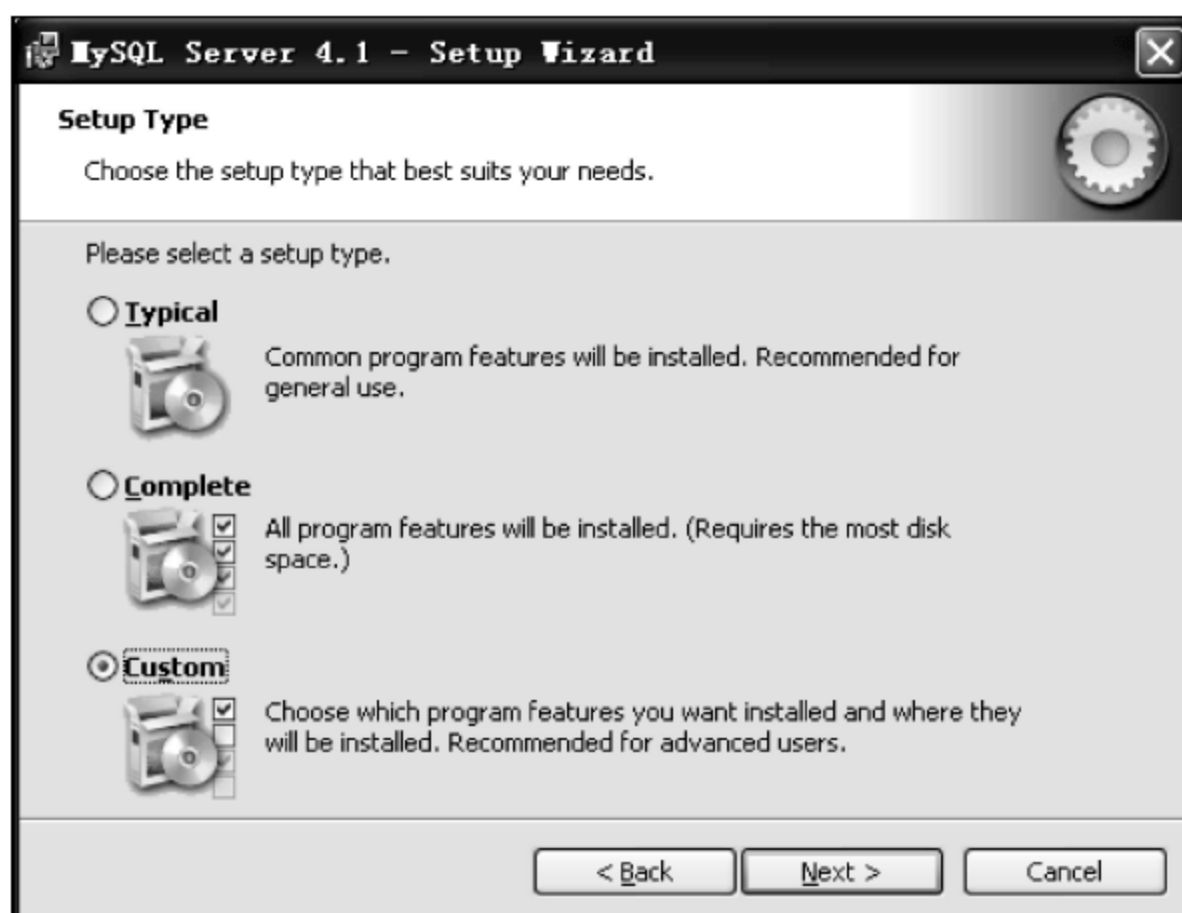 MySQL Server 4.1 - Setup Wizard
Setup Type
Choose the setup type that best suits your needs.
Please select a setup type.
Typical
Common program features will be installed. Recommended for
general use.
Complete
All program features will be installed. (Requires the most disk
space.)
Custom
Choose which program features you want installed and where they
will be installed. Recommended for advanced users.
< Back
Next >
Cancel